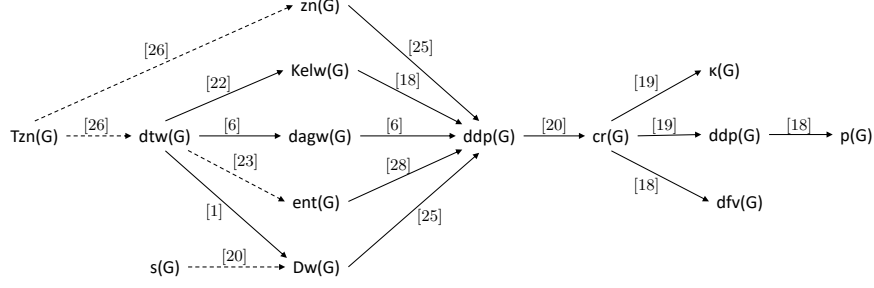 zn(G)
[26]
[25]
Kelw(G)
κ(G)
[22]
[18]
[19]
Tzn(G) [26] dtw(G) [6] dagw(G) [6] ddp(G) [20] cr(G) [19] ddp(G) [18] p(G)
[23]
[28]
[18]
ent(G)
dfv(G)
[1]
[25]
s(G) [20] Dw(G)